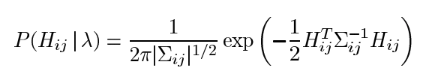 P(H_{ij} | λ) = \frac{1}{2π|Σ_{ij}|^{1/2}} \exp\left(-\frac{1}{2} H_{ij}^T Σ_{ij}^{-1} H_{ij}\right)